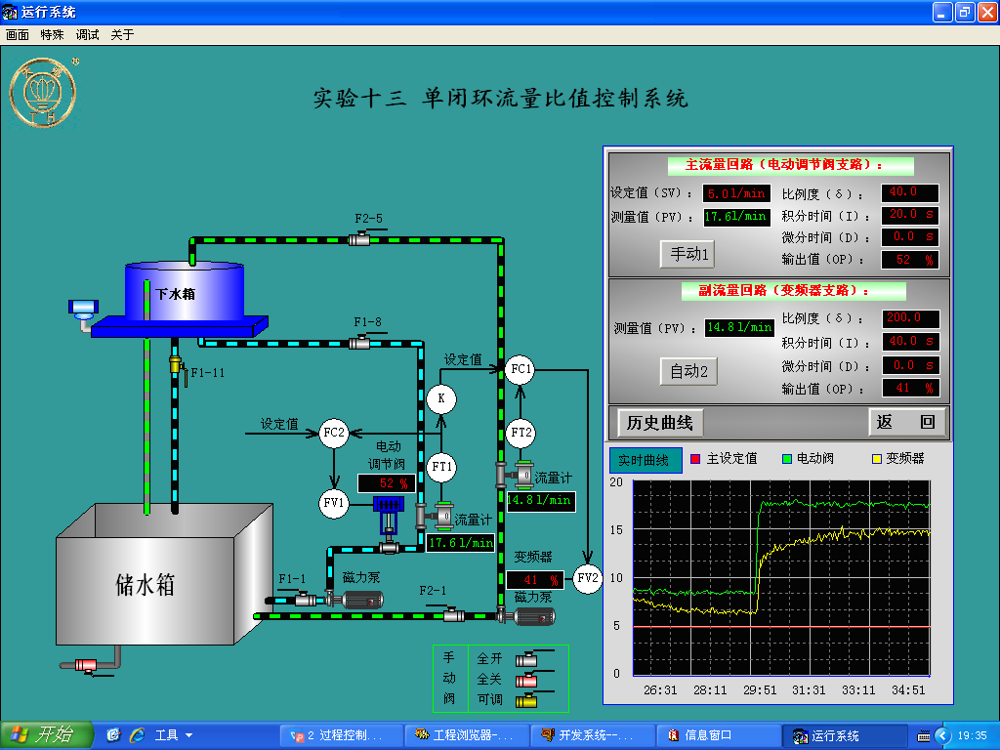 运行系统
画面 特殊 调试 关于
实验十三 单闭环流量比值控制系统
主流量回路（电动调节阀支路）：
设定值（SV）： 5.0l/min 比例度（δ）： 40.0
测量值（PV）： 17.6l/min 积分时间（I）： 20.0 s
微分时间（D）： 0.0 s
手动1 输出值（OP）： 52 %
副流量回路（变频器支路）：
测量值（PV）： 14.8l/min 比例度（δ）： 200.0
积分时间（I）： 40.0 s
自动2 微分时间（D）： 0.0 s
输出值（OP）： 41 %
历史曲线 返 回
实时曲线 主设定值 电动阀 变频器
20
15
10
5
0
26:31 28:11 29:51 31:31 33:11 34:51
F2-5
下水箱
F1-8
F1-11
设定值
FC1
K
设定值
FC2
FT2
电动
调节阀
FT1
52 %
流量计
14.8l/min
FV1
流量计
17.6l/min
变频器
41 %
FV2
储水箱
F1-1
磁力泵
F2-1
磁力泵
手动阀
全开
全关
可调
开始 工具 2 过程控制... 工程浏览器-... 开发系统--... 信息窗口 运行系统 19:35